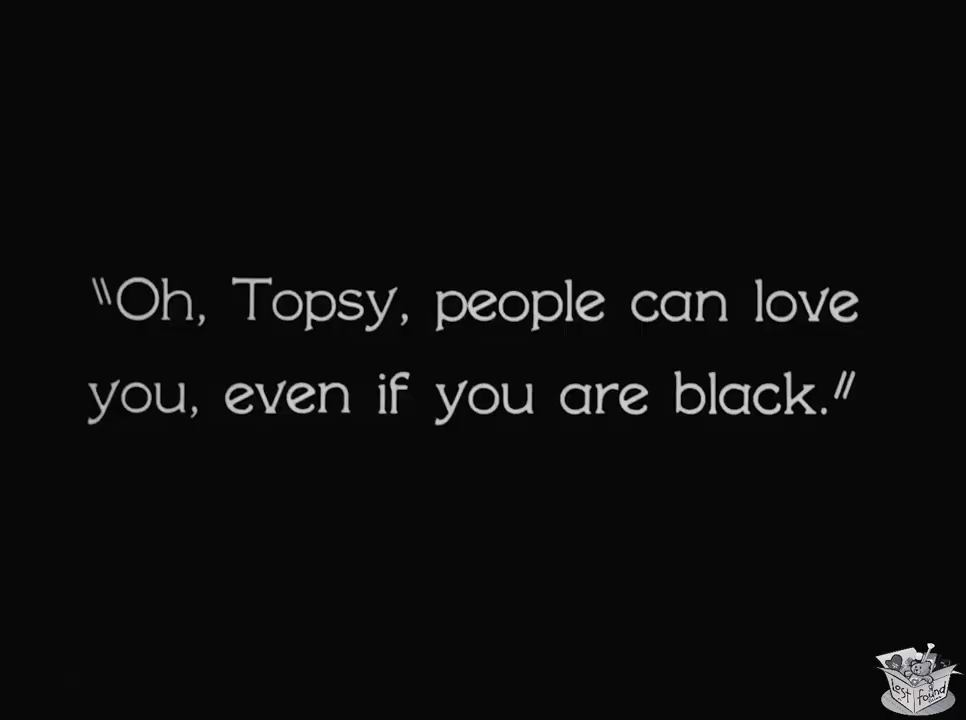 "Oh, Topsy, people can love
you, even if you are black."
Lost
found